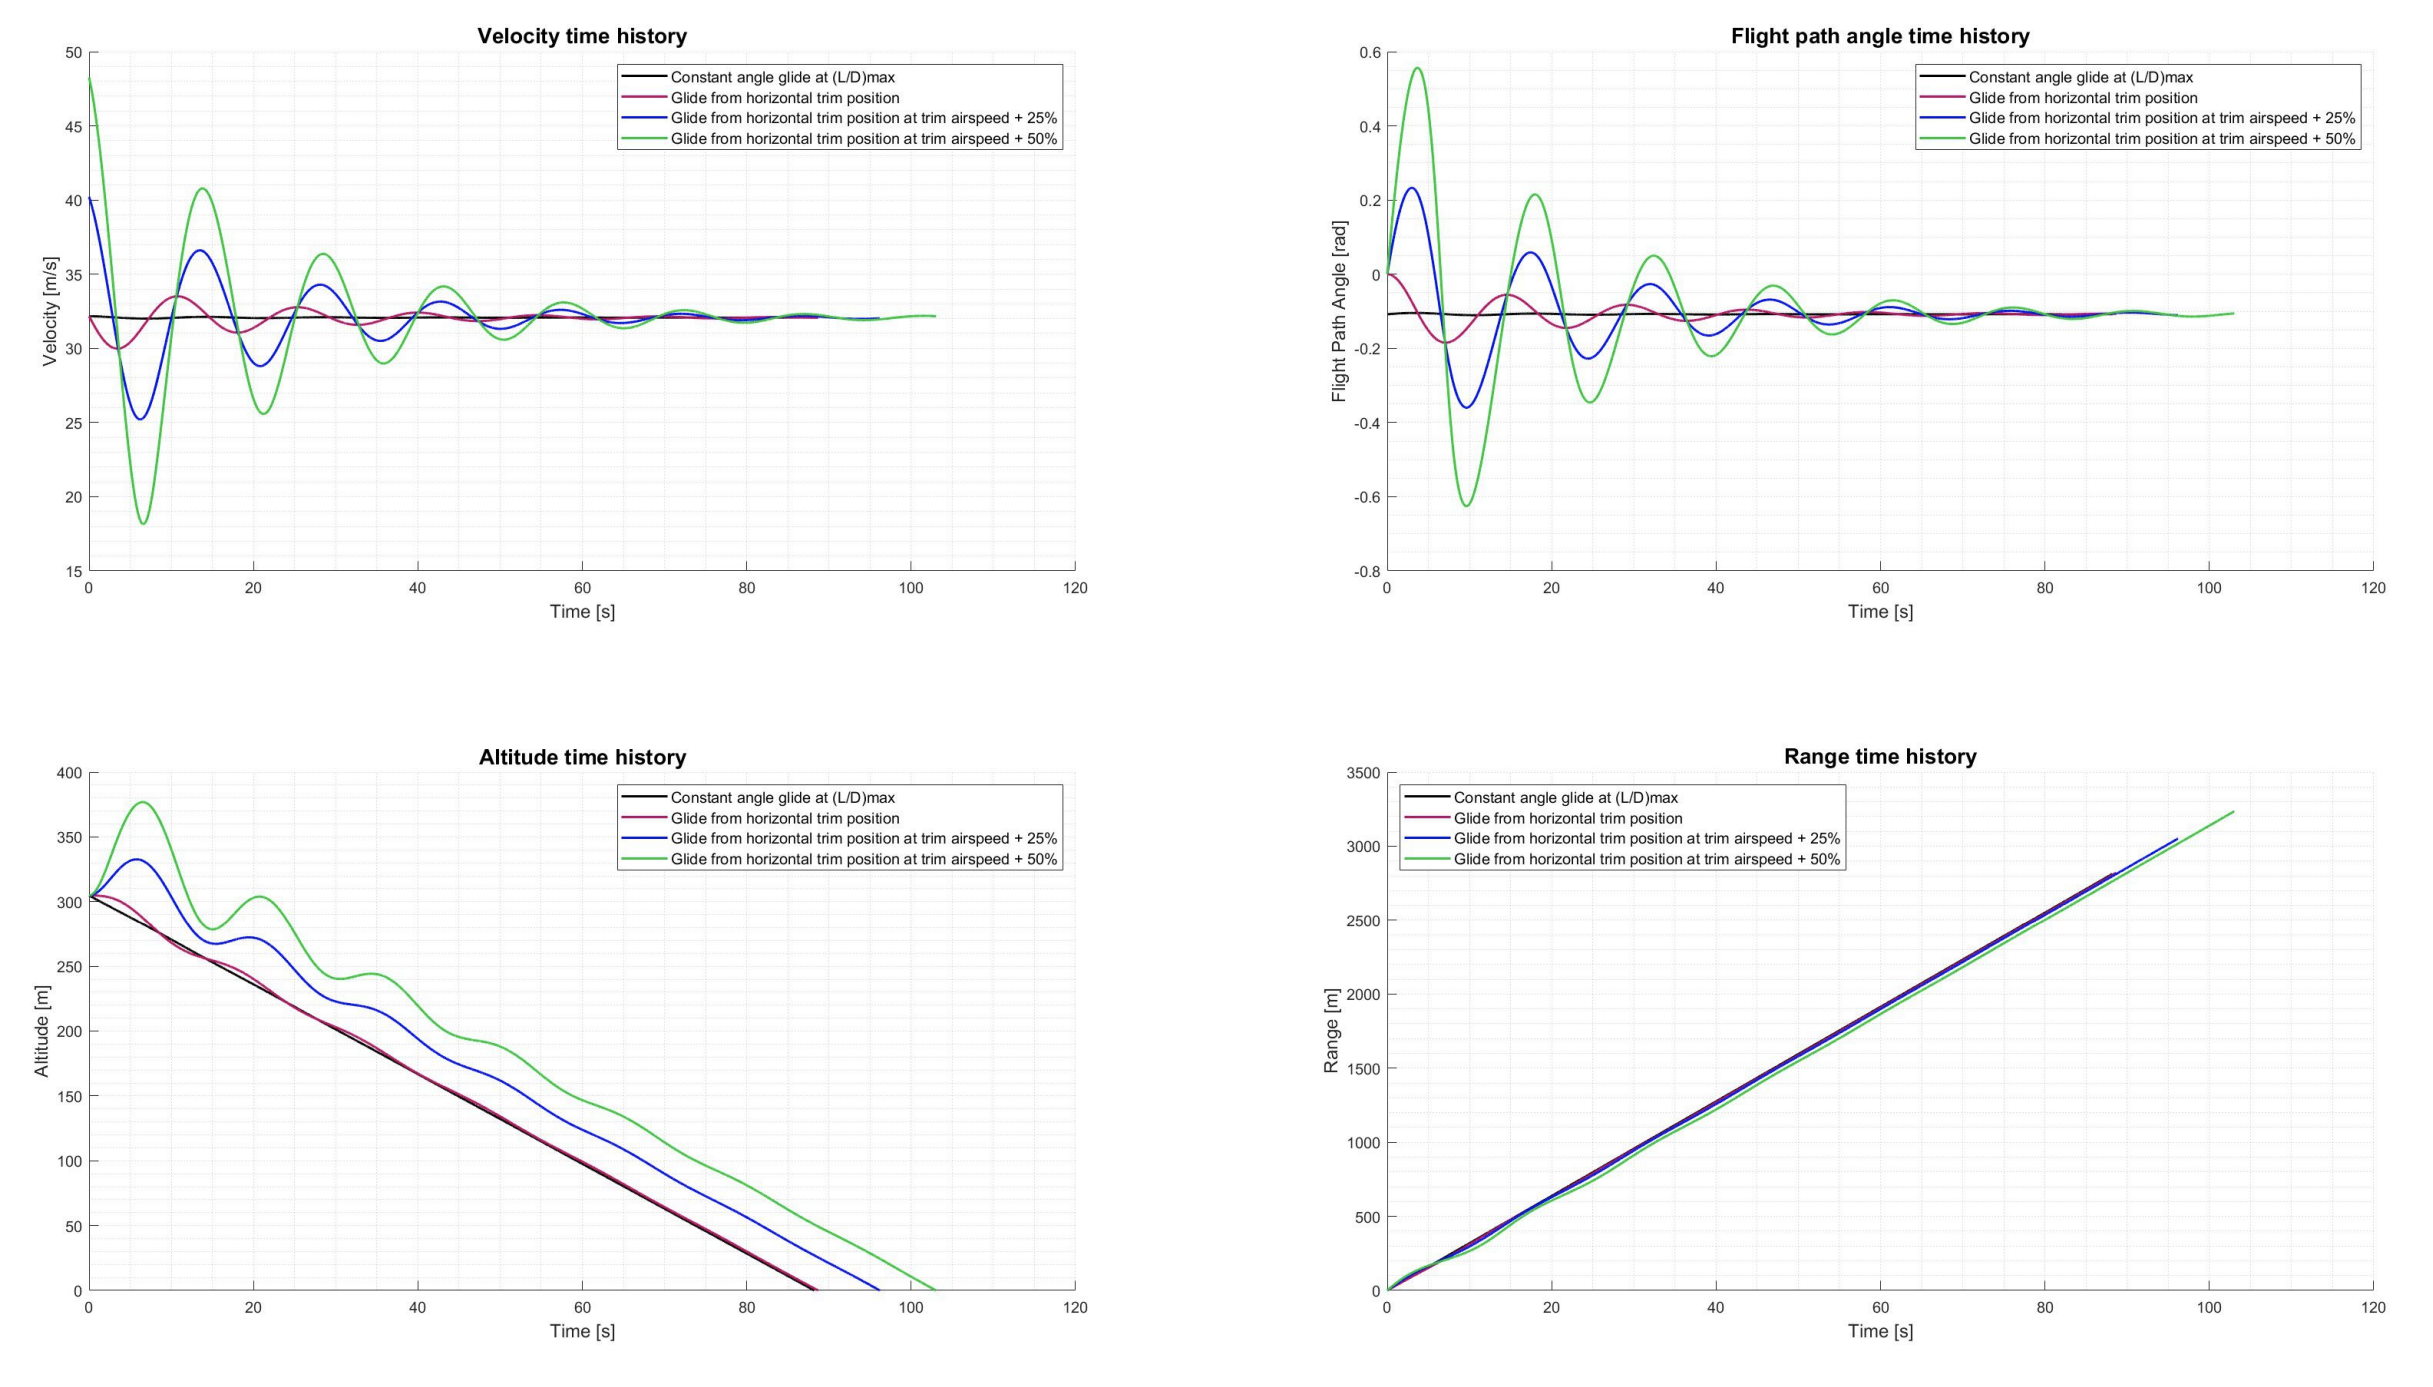 Velocity time history
50
45
40
35
30
25
20
15
Velocity [m/s]
Constant angle glide at (L/D)max
Glide from horizontal trim position
Glide from horizontal trim position at trim airspeed + 25%
Glide from horizontal trim position at trim airspeed + 50%
0 20 40 60 80 100 120
Time [s]
Flight path angle time history
0.6
0.4
0.2
0
-0.2
-0.4
-0.6
-0.8
Flight Path Angle [rad]
Constant angle glide at (L/D)max
Glide from horizontal trim position
Glide from horizontal trim position at trim airspeed + 25%
Glide from horizontal trim position at trim airspeed + 50%
0 20 40 60 80 100 120
Time [s]
Altitude time history
400
350
300
250
200
150
100
50
0
Altitude [m]
Constant angle glide at (L/D)max
Glide from horizontal trim position
Glide from horizontal trim position at trim airspeed + 25%
Glide from horizontal trim position at trim airspeed + 50%
0 20 40 60 80 100 120
Time [s]
Range time history
3500
3000
2500
2000
1500
1000
500
0
Range [m]
Constant angle glide at (L/D)max
Glide from horizontal trim position
Glide from horizontal trim position at trim airspeed + 25%
Glide from horizontal trim position at trim airspeed + 50%
0 20 40 60 80 100 120
Time [s]